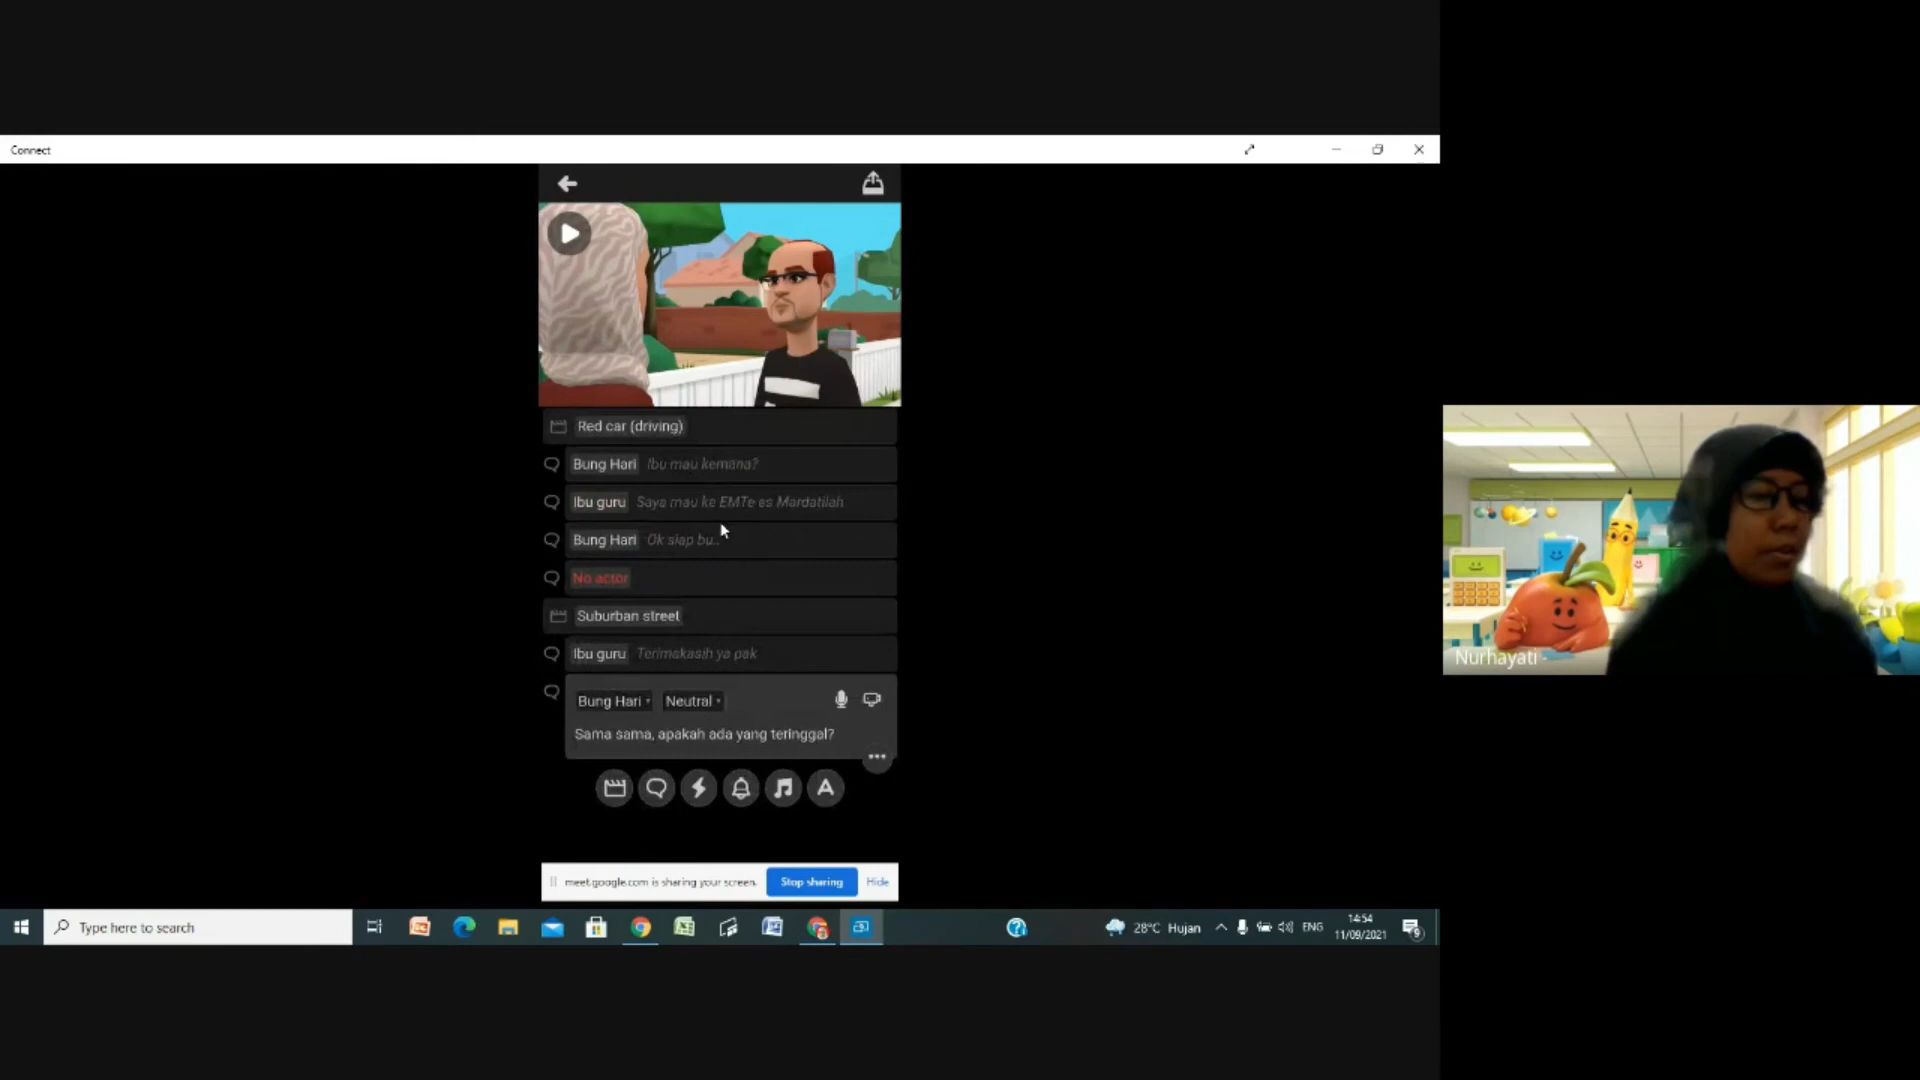 Connect
Red car (driving)
Bung Hari Ibu mau kemana?
Ibu guru Saya mau ke EMTe es Mardatilah
Bung Hari Ok siap bu..
No actor
Suburban street
Ibu guru Terimakasih ya pak
Bung Hari Neutral
Sama sama, apakah ada yang teringgal?
A
meet.google.com is sharing your screen. Stop sharing Hide
Type here to search
28°C Hujan ENG 14:54
11/09/2021
9
Nurhayati -